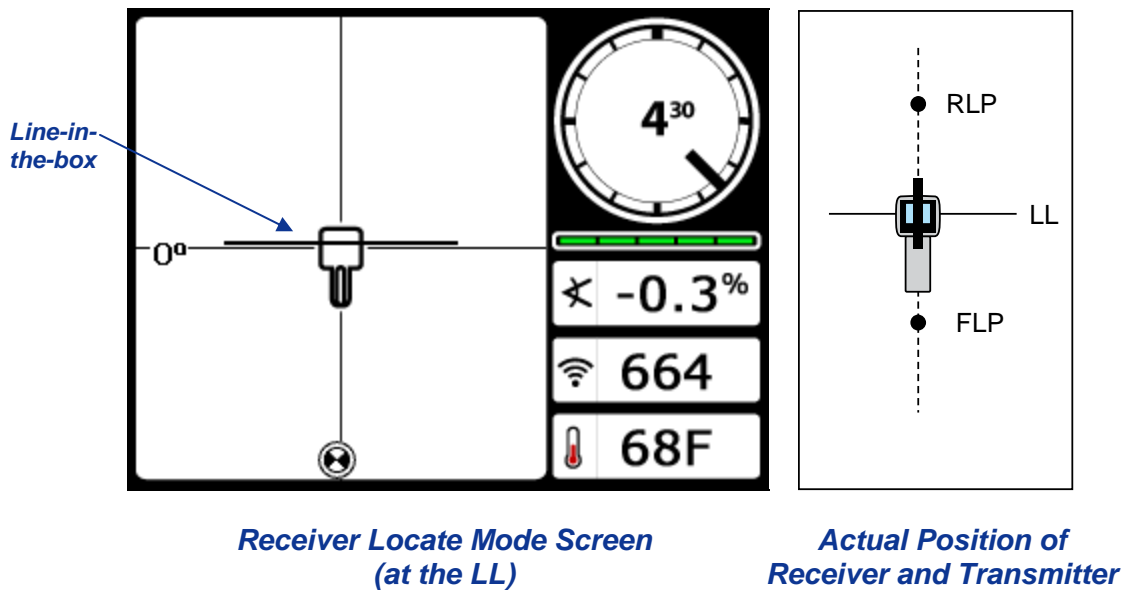 Line-in-
the-box
0º
4³⁰
-0.3%
664
68F
RLP
LL
FLP
Receiver Locate Mode Screen
(at the LL)
Actual Position of
Receiver and Transmitter